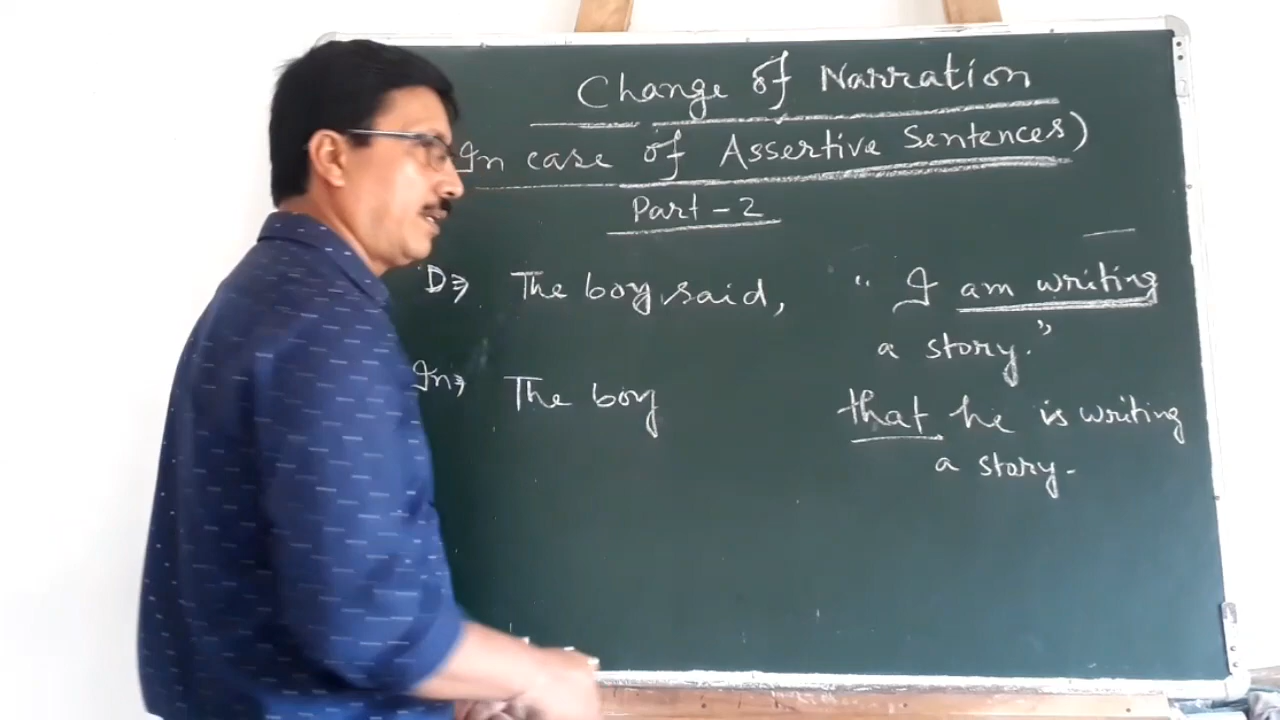 Change of Narration
In case of Assertive Sentences)
Part - 2
D⇒ The boy said, " I am writing
a story."
In⇒ The boy that he is writing
a story.